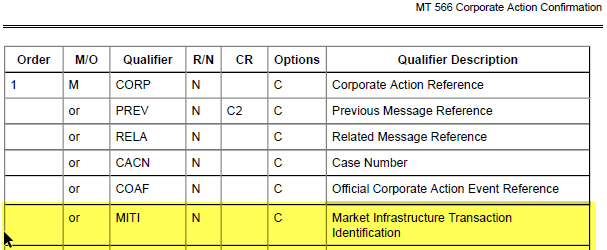 MT 566 Corporate Action Confirmation
Order M/O Qualifier R/N CR Options Qualifier Description
1 M CORP N C Corporate Action Reference
or PREV N C2 C Previous Message Reference
or RELA N C Related Message Reference
or CACN N C Case Number
or COAF N C Official Corporate Action Event Reference
or MITI N C Market Infrastructure Transaction
Identification